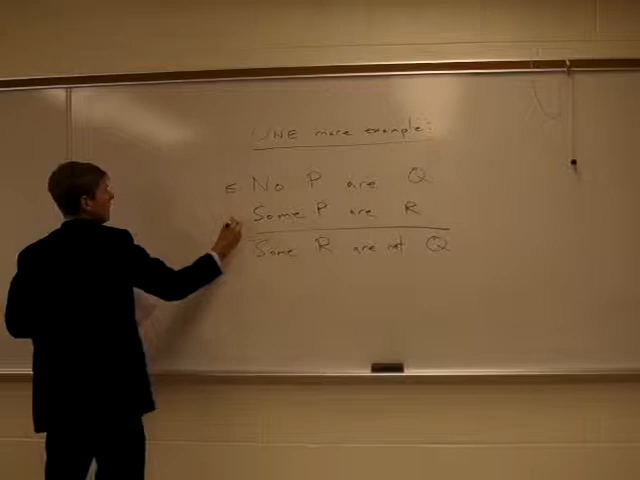 ONE more example:
E No P are Q
Some P are R
Some R are not Q